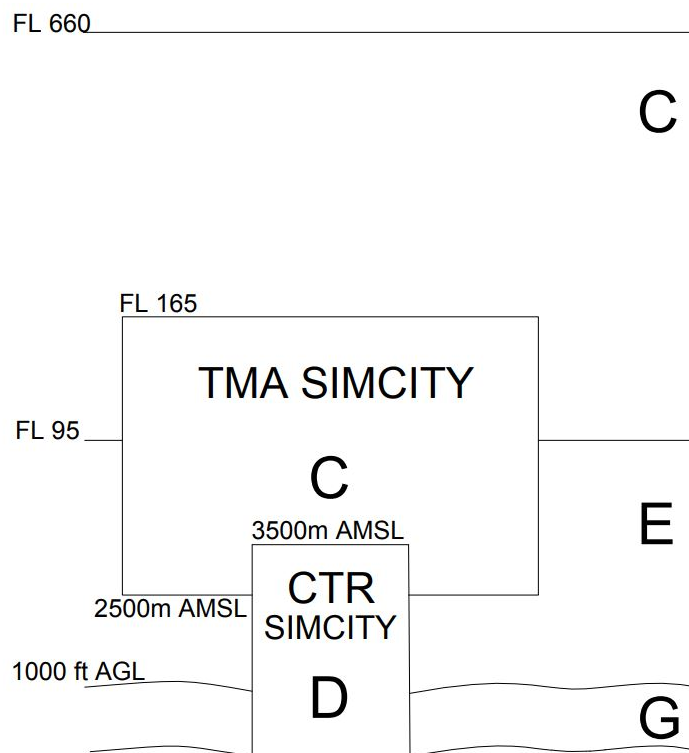 FL 660
C
FL 165
TMA SIMCITY
FL 95
C
E
3500m AMSL
CTR
SIMCITY
2500m AMSL
1000 ft AGL
D
G